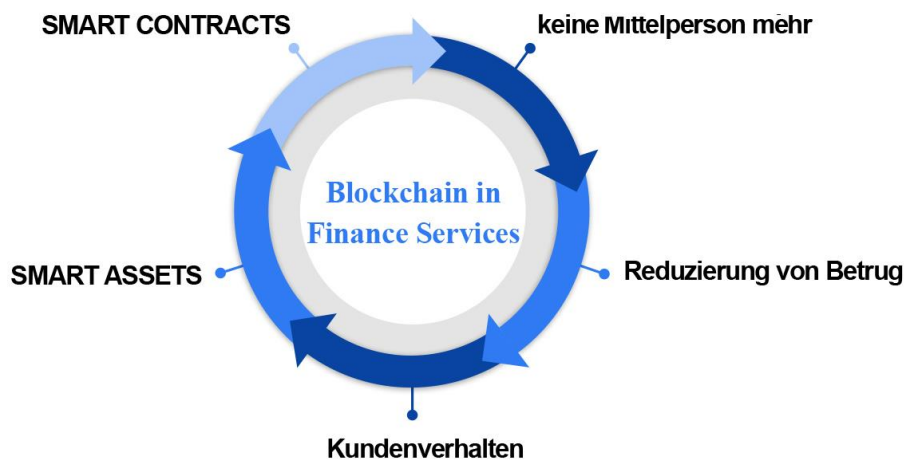 SMART CONTRACTS
keine Mittelperson mehr
Blockchain in
Finance Services
SMART ASSETS
Reduzierung von Betrug
Kundenverhalten